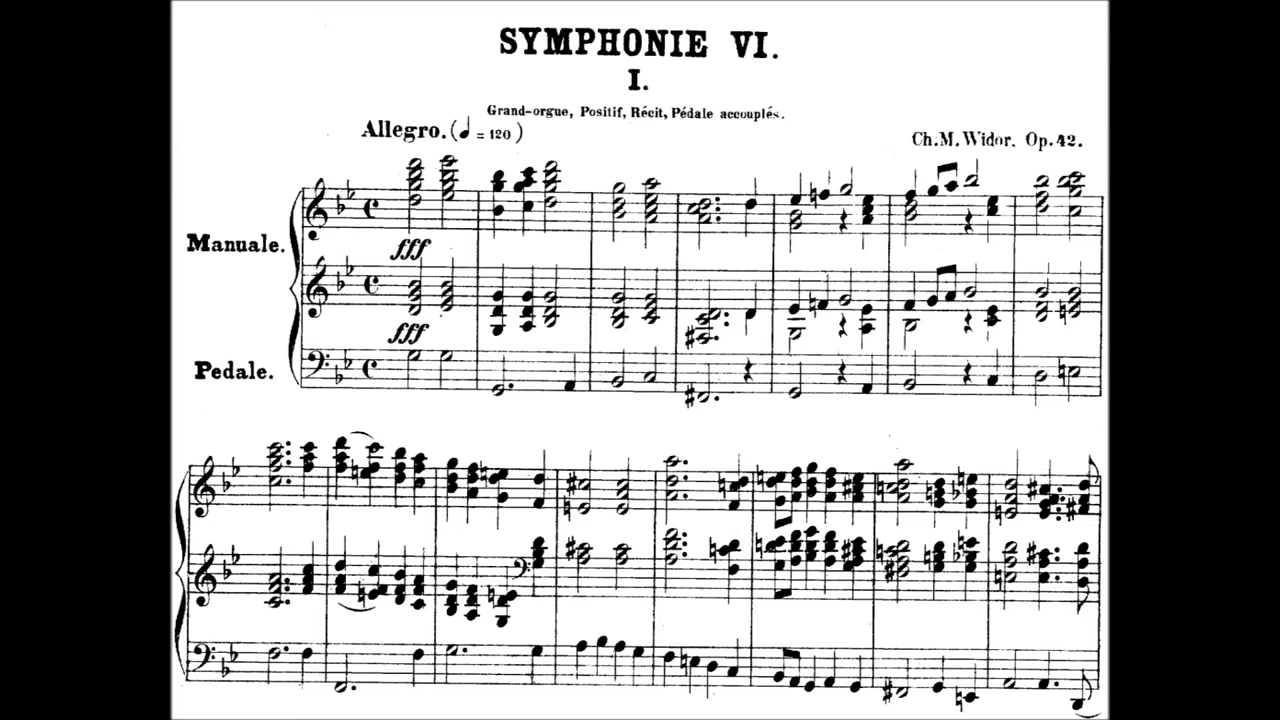 SYMPHONIE VI.
I.
Grand-orgue, Positif, Récit, Pédale accouplés.
Allegro. (♩ = 120)
Ch. M. Widor, Op. 42.
Manuale.
fff
fff
Pedale.